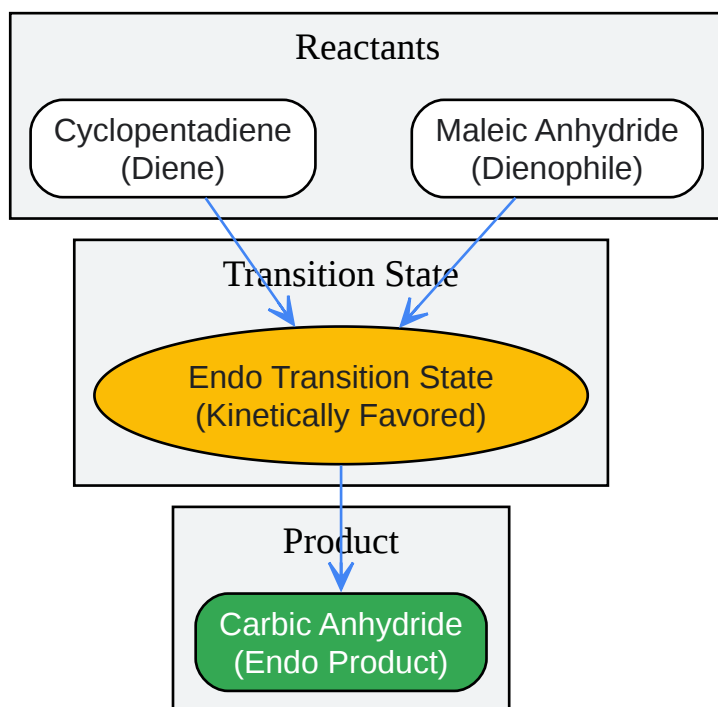 Reactants
Cyclopentadiene
(Diene)
Maleic Anhydride
(Dienophile)
Transition State
Endo Transition State
(Kinetically Favored)
Product
Carbic Anhydride
(Endo Product)